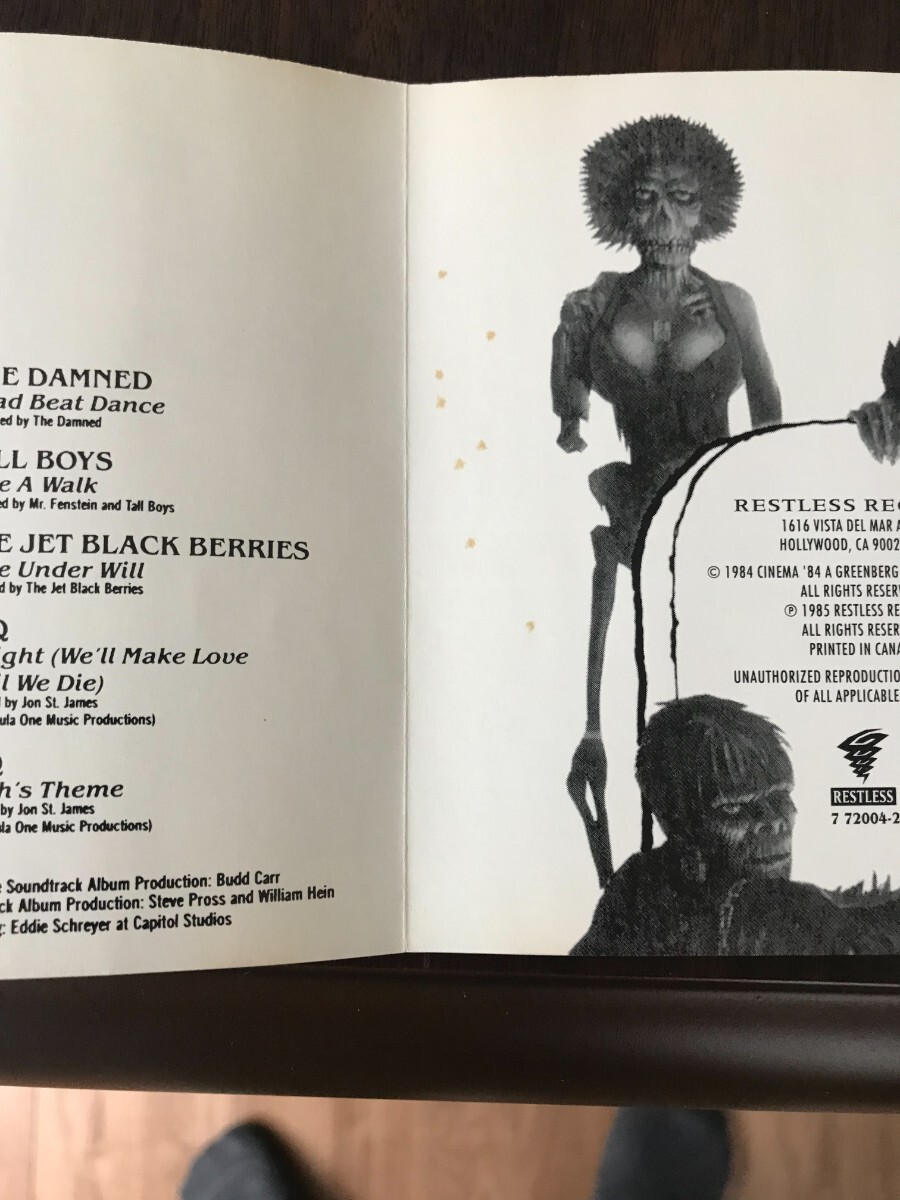 E DAMNED
ad Beat Dance
ed by The Damned
LL BOYS
e A Walk
ed by Mr. Fenstein and Tall Boys
E JET BLACK BERRIES
e Under Will
d by The Jet Black Berries
Q
ight (We'll Make Love
il We Die)
l by Jon St. James
ula One Music Productions)
Q
h's Theme
by Jon St. James
ula One Music Productions)
e Soundtrack Album Production: Budd Carr
ck Album Production: Steve Pross and William Hein
g: Eddie Schreyer at Capitol Studios
RESTLESS REC
1616 VISTA DEL MAR A
HOLLYWOOD, CA 9002
© 1984 CINEMA '84 A GREENBERG
ALL RIGHTS RESERV
℗ 1985 RESTLESS RE
ALL RIGHTS RESER
PRINTED IN CANA
UNAUTHORIZED REPRODUCTIO
OF ALL APPLICABLE
RESTLESS
7 72004-2